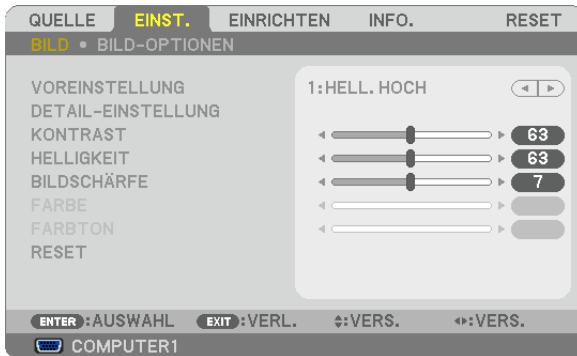 QUELLE EINST. EINRICHTEN INFO. RESET
BILD • BILD-OPTIONEN
VOREINSTELLUNG 1:HELL. HOCH
DETAIL-EINSTELLUNG
KONTRAST 63
HELLIGKEIT 63
BILDSCHÄRFE 7
FARBE
FARBTON
RESET
ENTER :AUSWAHL EXIT :VERL. :VERS. :VERS.
COMPUTER1